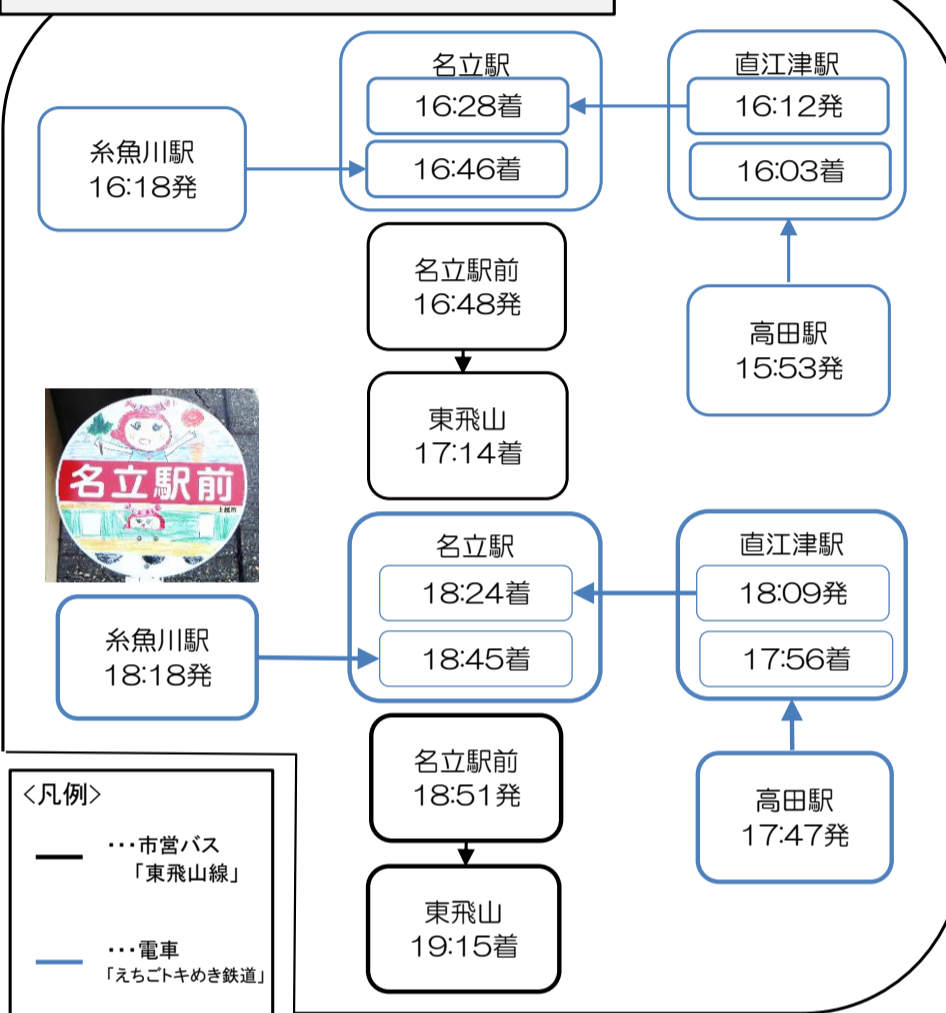 名立駅
16:28着
16:46着
直江津駅
16:12発
16:03着
糸魚川駅
16:18発
名立駅前
16:48発
高田駅
15:53発
東飛山
17:14着
名立駅前
上越市
名立駅
18:24着
18:45着
直江津駅
18:09発
17:56着
糸魚川駅
18:18発
名立駅前
18:51発
高田駅
17:47発
東飛山
19:15着
<凡例>
･･･市営バス
「東飛山線」
･･･電車
「えちごトキめき鉄道」